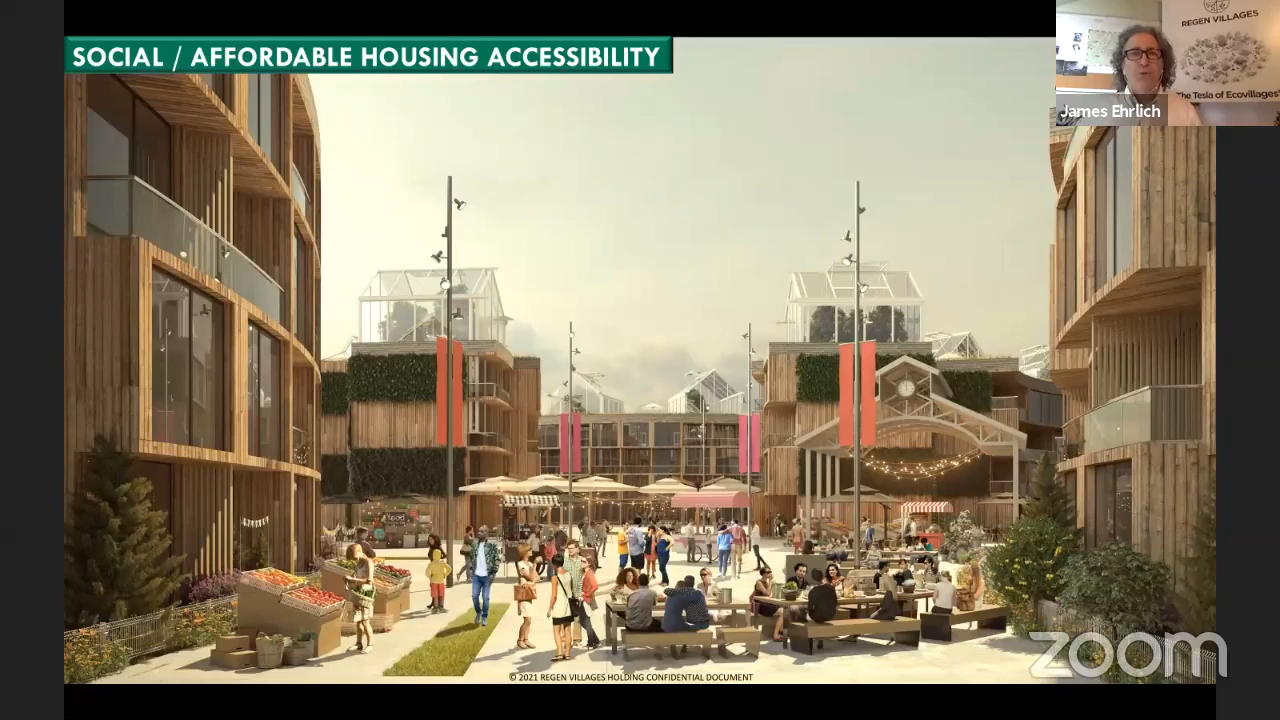 SOCIAL / AFFORDABLE HOUSING ACCESSIBILITY
REGEN VILLAGES
"The Tesla of Ecovillages"
James Ehrlich
zoom
© 2021 REGEN VILLAGES HOLDING CONFIDENTIAL DOCUMENT